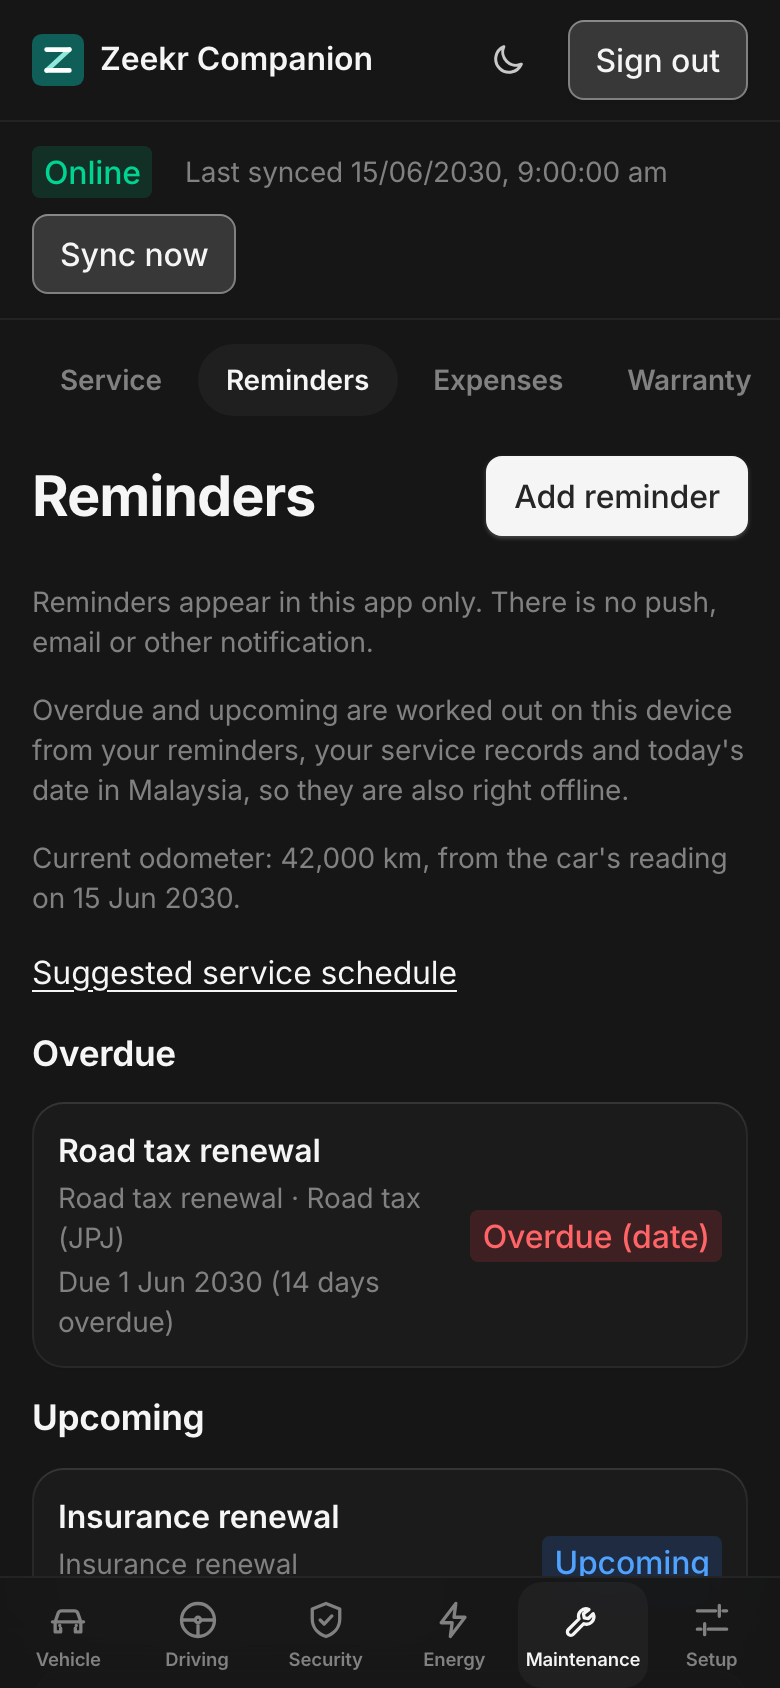 Zeekr Companion
Sign out
Online
Last synced 15/06/2030, 9:00:00 am
Sync now
Service
Reminders
Expenses
Warranty
Reminders
Add reminder
Reminders appear in this app only. There is no push,
email or other notification.
Overdue and upcoming are worked out on this device
from your reminders, your service records and today's
date in Malaysia, so they are also right offline.
Current odometer: 42,000 km, from the car's reading
on 15 Jun 2030.
Suggested service schedule
Overdue
Road tax renewal
Road tax renewal · Road tax
(JPJ)
Due 1 Jun 2030 (14 days
overdue)
Overdue (date)
Upcoming
Insurance renewal
Insurance renewal
Upcoming
Vehicle
Driving
Security
Energy
Maintenance
Setup